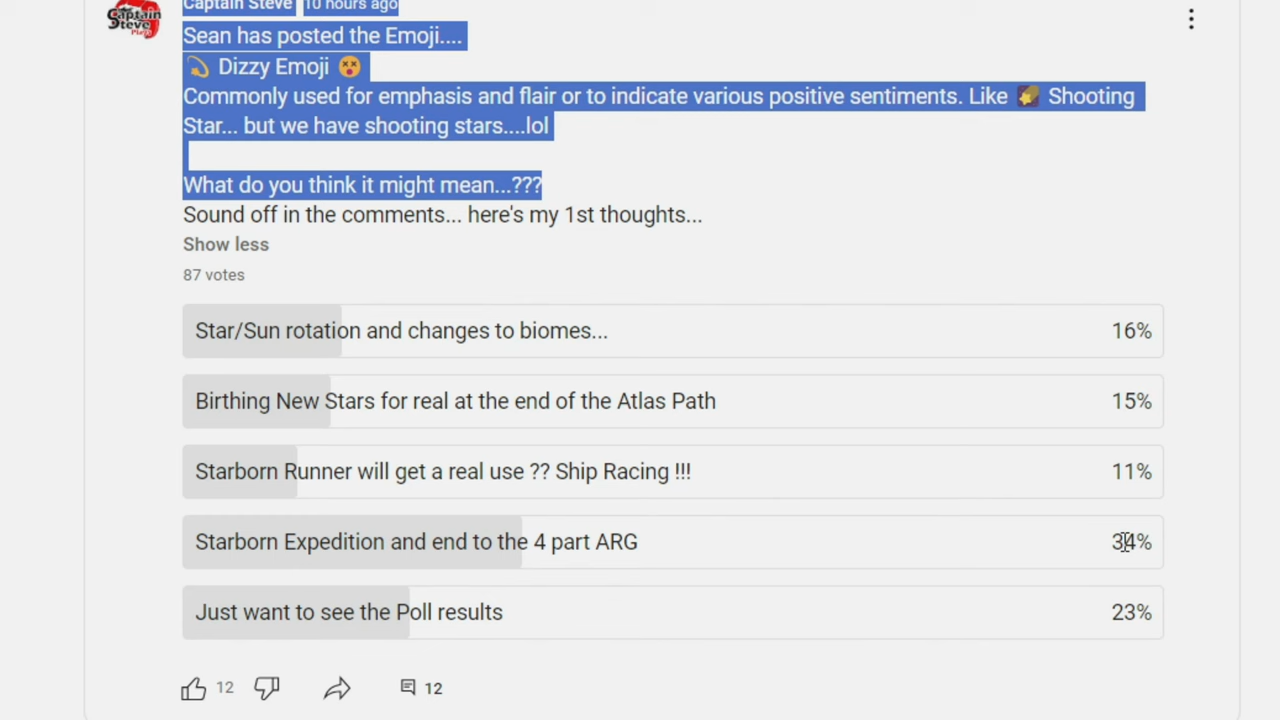 Captain Steve
Plays
Captain Steve 10 hours ago
Sean has posted the Emoji....
💫 Dizzy Emoji 😵
Commonly used for emphasis and flair or to indicate various positive sentiments. Like 🌠 Shooting
Star... but we have shooting stars....lol
What do you think it might mean...???
Sound off in the comments... here's my 1st thoughts...
Show less
87 votes
Star/Sun rotation and changes to biomes... 16%
Birthing New Stars for real at the end of the Atlas Path 15%
Starborn Runner will get a real use ?? Ship Racing !!! 11%
Starborn Expedition and end to the 4 part ARG 34%
Just want to see the Poll results 23%
12 12